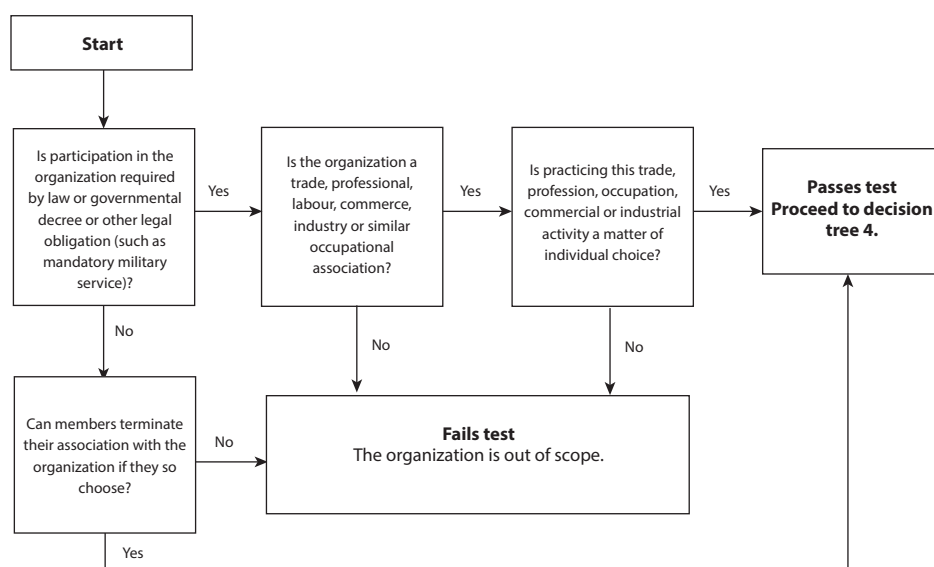 Start
Is participation in the
organization required
by law or governmental
decree or other legal
obligation (such as
mandatory military
service)?
Yes
Is the organization a
trade, professional,
labour, commerce,
industry or similar
occupational
association?
Yes
Is practicing this trade,
profession, occupation,
commercial or industrial
activity a matter of
individual choice?
Yes
Passes test
Proceed to decision
tree 4.
No
No
No
Can members terminate
their association with the
organization if they so
choose?
No
Fails test
The organization is out of scope.
Yes